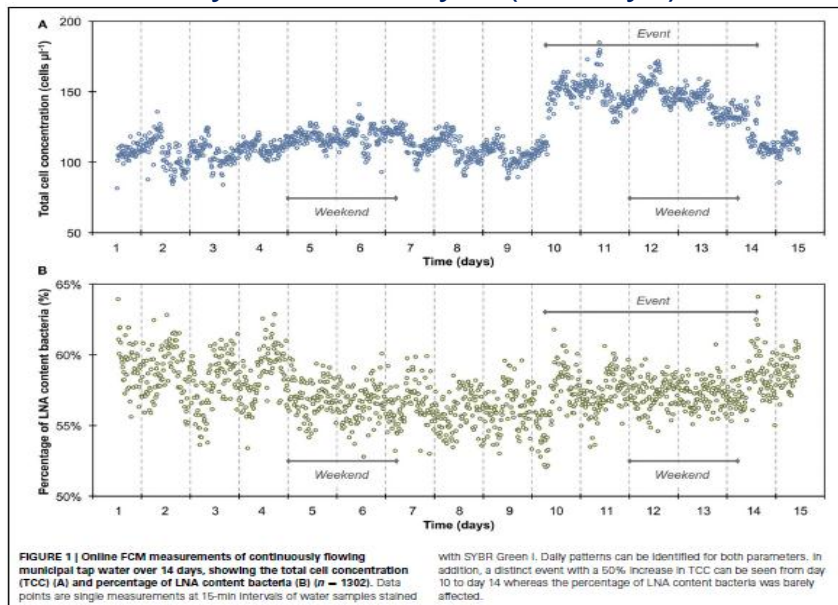 A
200
150
100
50
Total cell concentration (cells µl⁻¹)
Event
Weekend
Weekend
1 2 3 4 5 6 7 8 9 10 11 12 13 14 15
Time (days)
B
65%
60%
55%
50%
Percentage of LNA content bacteria (%)
Event
Weekend
Weekend
1 2 3 4 5 6 7 8 9 10 11 12 13 14 15
Time (days)
FIGURE 1 | Online FCM measurements of continuously flowing
municipal tap water over 14 days, showing the total cell concentration
(TCC) (A) and percentage of LNA content bacteria (B) (n = 1302). Data
points are single measurements at 15-min intervals of water samples stained
with SYBR Green I. Daily patterns can be identified for both parameters. In
addition, a distinct event with a 50% increase in TCC can be seen from day
10 to day 14 whereas the percentage of LNA content bacteria was barely
affected.